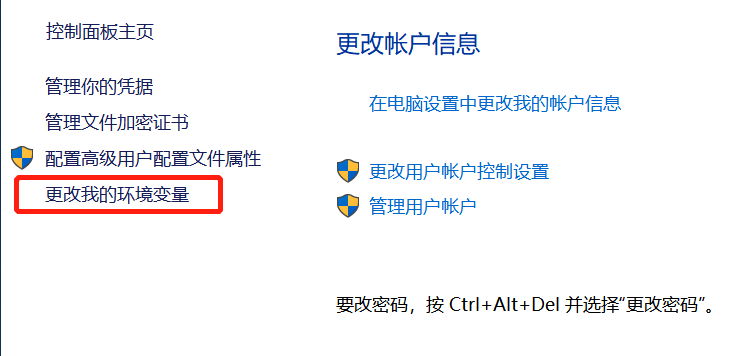 控制面板主页
管理你的凭据
管理文件加密证书
配置高级用户配置文件属性
更改我的环境变量
更改帐户信息
在电脑设置中更改我的帐户信息
更改用户帐户控制设置
管理用户帐户
要改密码，按 Ctrl+Alt+Del 并选择“更改密码”。